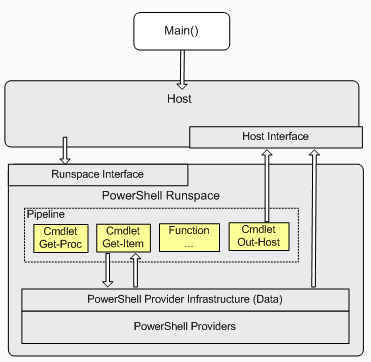 Main()
Host
Host Interface
Runspace Interface
PowerShell Runspace
Pipeline
Cmdlet
Get-Proc
Cmdlet
Get-Item
Function
...
Cmdlet
Out-Host
PowerShell Provider Infrastructure (Data)
PowerShell Providers